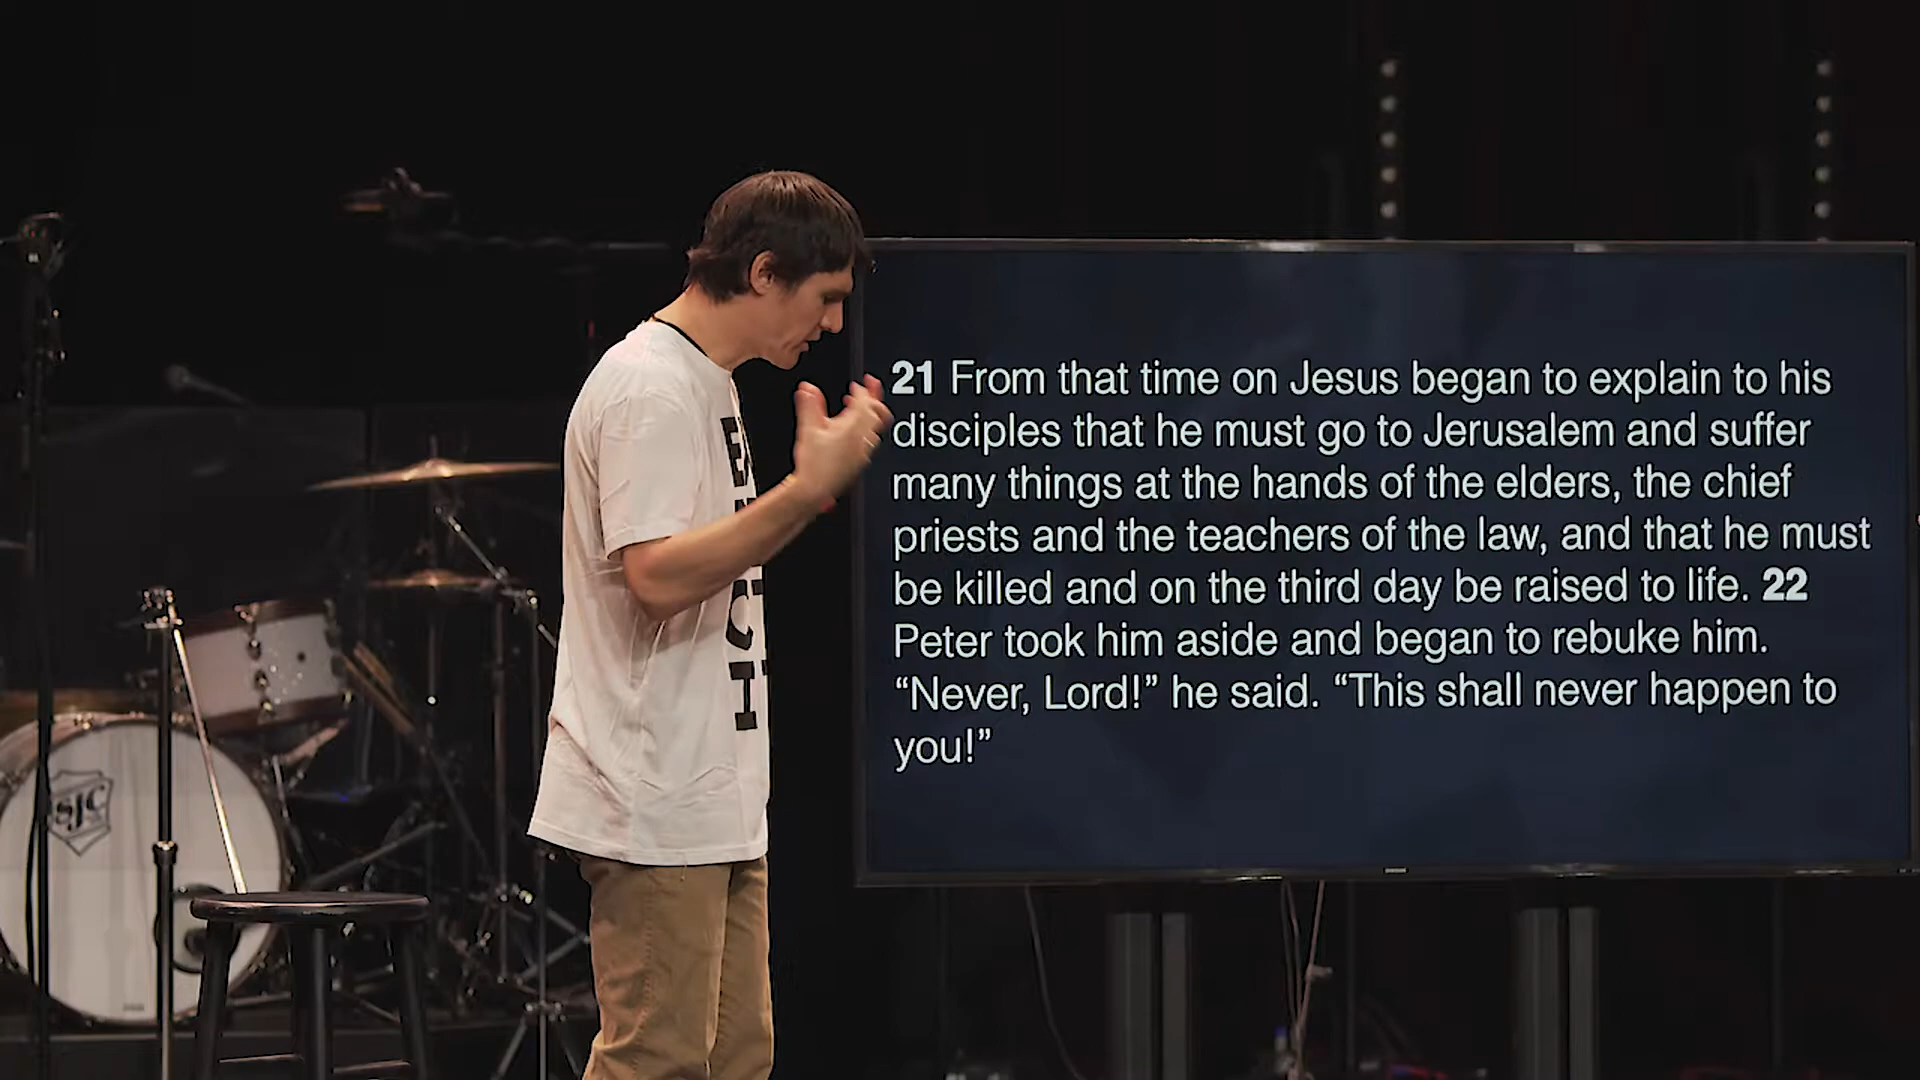 21 From that time on Jesus began to explain to his
disciples that he must go to Jerusalem and suffer
many things at the hands of the elders, the chief
priests and the teachers of the law, and that he must
be killed and on the third day be raised to life. 22
Peter took him aside and began to rebuke him.
“Never, Lord!” he said. “This shall never happen to
you!”
SJC